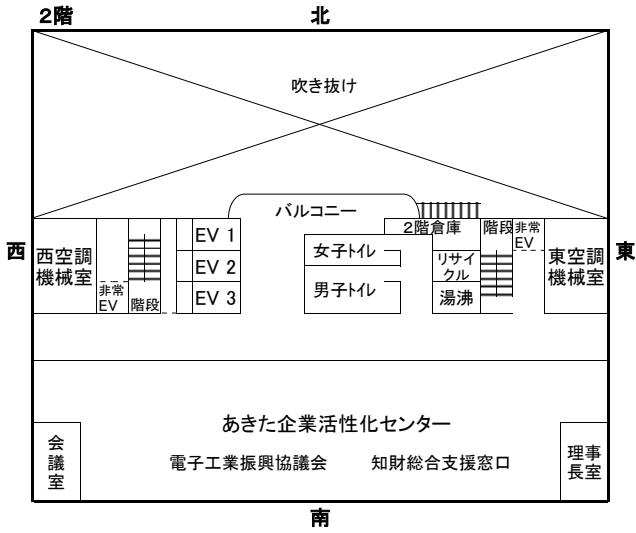 ２階
北
吹き抜け
バルコニー
西
西空調
機械室
非常
EV
階段
EV 1
EV 2
EV 3
女子トイレ
男子トイレ
２階倉庫
リサイ
クル
湯沸
階段
非常
EV
東空調
機械室
東
あきた企業活性化センター
電子工業振興協議会
知財総合支援窓口
会
議
室
理事
長室
南